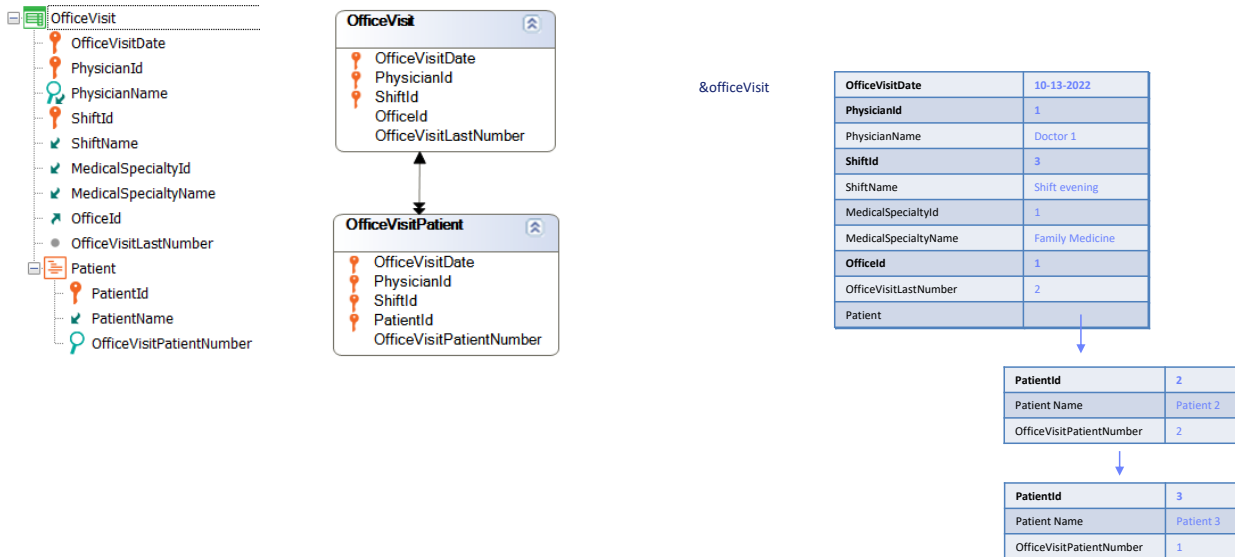 OfficeVisit
OfficeVisitDate
PhysicianId
PhysicianName
ShiftId
ShiftName
MedicalSpecialtyId
MedicalSpecialtyName
OfficeId
OfficeVisitLastNumber
Patient
PatientId
PatientName
OfficeVisitPatientNumber
OfficeVisit
OfficeVisitDate
PhysicianId
ShiftId
OfficeId
OfficeVisitLastNumber
OfficeVisitPatient
OfficeVisitDate
PhysicianId
ShiftId
PatientId
OfficeVisitPatientNumber
&officeVisit
OfficeVisitDate 10-13-2022
PhysicianId 1
PhysicianName Doctor 1
ShiftId 3
ShiftName Shift evening
MedicalSpecialtyId 1
MedicalSpecialtyName Family Medicine
OfficeId 1
OfficeVisitLastNumber 2
Patient
PatientId 2
Patient Name Patient 2
OfficeVisitPatientNumber 2
PatientId 3
Patient Name Patient 3
OfficeVisitPatientNumber 1